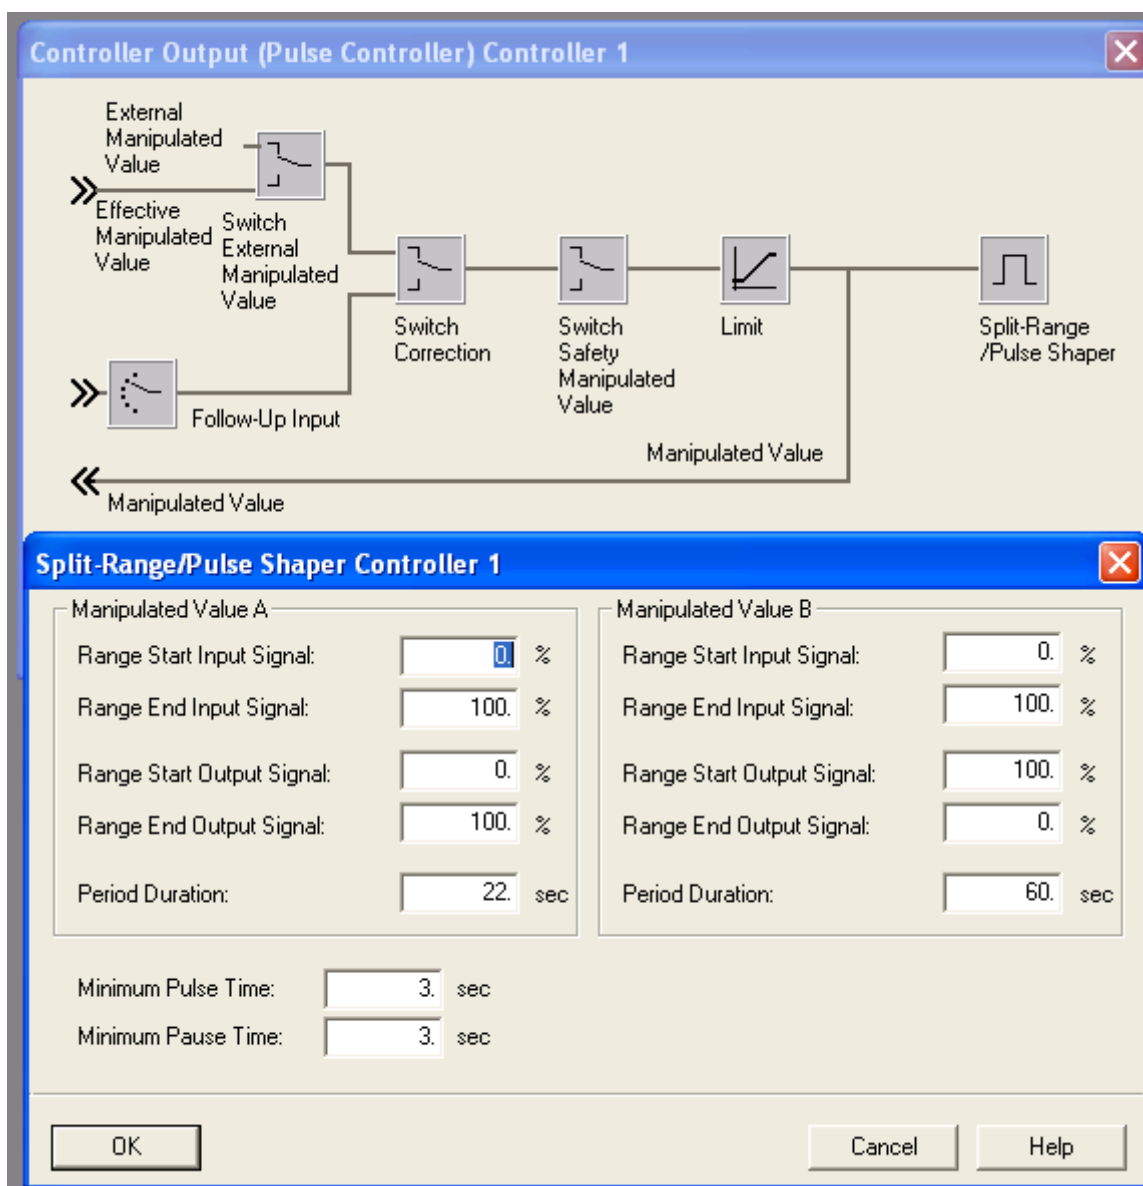 Controller Output (Pulse Controller) Controller 1
External
Manipulated
Value
Effective
Manipulated
Value
Switch
External
Manipulated
Value
Switch
Correction
Switch
Safety
Manipulated
Value
Limit
Split-Range
/Pulse Shaper
Follow-Up Input
Manipulated Value
Manipulated Value
Split-Range/Pulse Shaper Controller 1
Manipulated Value A
Range Start Input Signal: 0. %
Range End Input Signal: 100. %
Range Start Output Signal: 0. %
Range End Output Signal: 100. %
Period Duration: 22. sec
Manipulated Value B
Range Start Input Signal: 0. %
Range End Input Signal: 100. %
Range Start Output Signal: 100. %
Range End Output Signal: 0. %
Period Duration: 60. sec
Minimum Pulse Time: 3. sec
Minimum Pause Time: 3. sec
OK
Cancel
Help